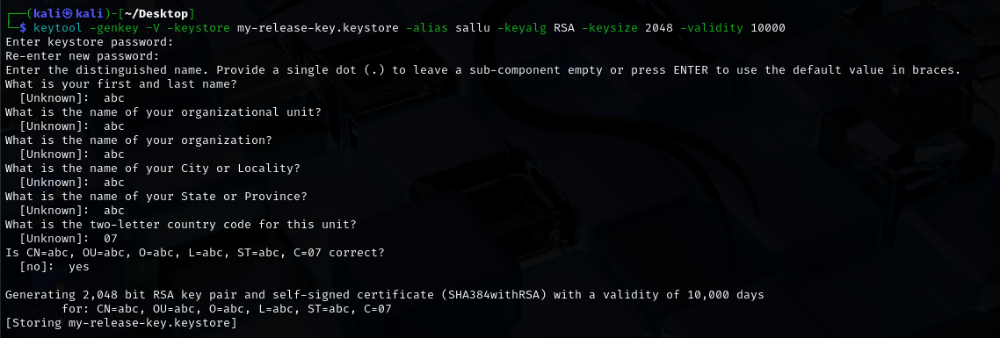 ┌──(kali㉿kali)-[~/Desktop]
└─$ keytool -genkey -V -keystore my-release-key.keystore -alias sallu -keyalg RSA -keysize 2048 -validity 10000
Enter keystore password:
Re-enter new password:
Enter the distinguished name. Provide a single dot (.) to leave a sub-component empty or press ENTER to use the default value in braces.
What is your first and last name?
  [Unknown]:  abc
What is the name of your organizational unit?
  [Unknown]:  abc
What is the name of your organization?
  [Unknown]:  abc
What is the name of your City or Locality?
  [Unknown]:  abc
What is the name of your State or Province?
  [Unknown]:  abc
What is the two-letter country code for this unit?
  [Unknown]:  07
Is CN=abc, OU=abc, O=abc, L=abc, ST=abc, C=07 correct?
  [no]:  yes

Generating 2,048 bit RSA key pair and self-signed certificate (SHA384withRSA) with a validity of 10,000 days
        for: CN=abc, OU=abc, O=abc, L=abc, ST=abc, C=07
[Storing my-release-key.keystore]